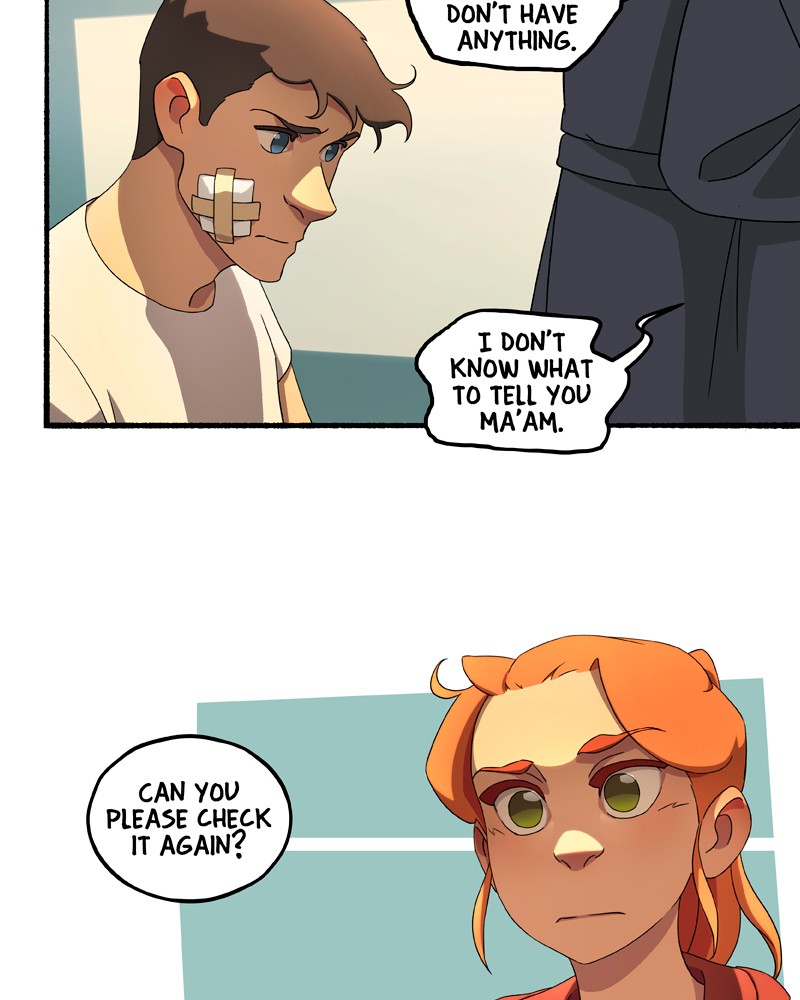 DON'T HAVE
ANYTHING.
I DON'T
KNOW WHAT
TO TELL YOU
MA'AM.
CAN YOU
PLEASE CHECK
IT AGAIN?